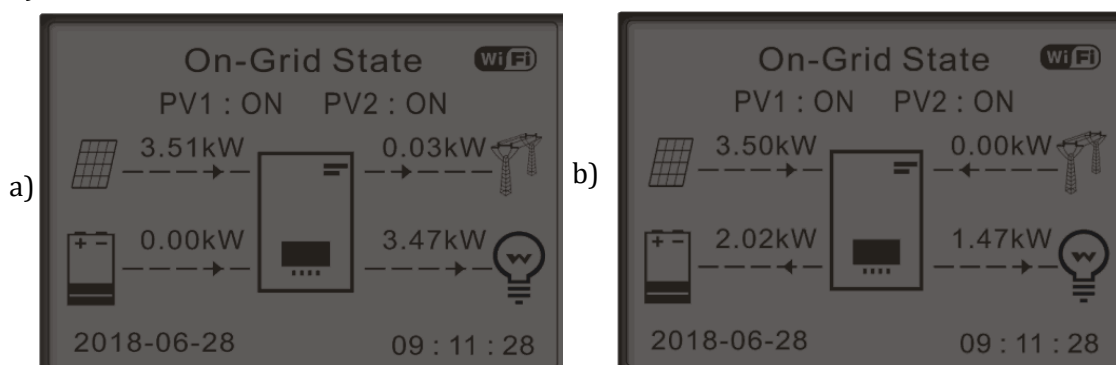 a)
On-Grid State WiFi
PV1 : ON PV2 : ON
3.51kW 0.03kW
0.00kW 3.47kW
2018-06-28 09 : 11 : 28
b)
On-Grid State WiFi
PV1 : ON PV2 : ON
3.50kW 0.00kW
2.02kW 1.47kW
2018-06-28 09 : 11 : 28